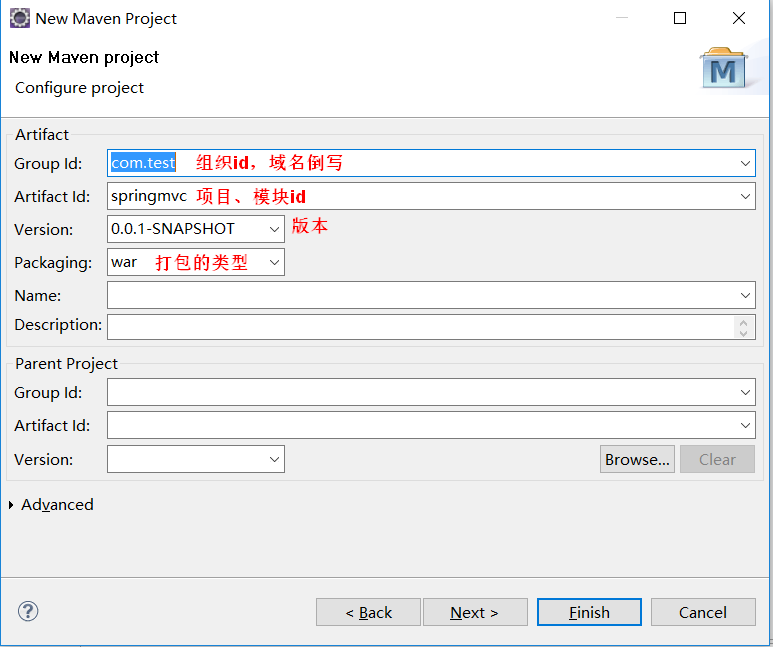 New Maven Project
New Maven project
Configure project
M
Artifact
Group Id: com.test 组织id，域名倒写
Artifact Id: springmvc 项目、模块id
Version: 0.0.1-SNAPSHOT 版本
Packaging: war 打包的类型
Name:
Description:
Parent Project
Group Id:
Artifact Id:
Version: Browse... Clear
Advanced
? < Back Next > Finish Cancel